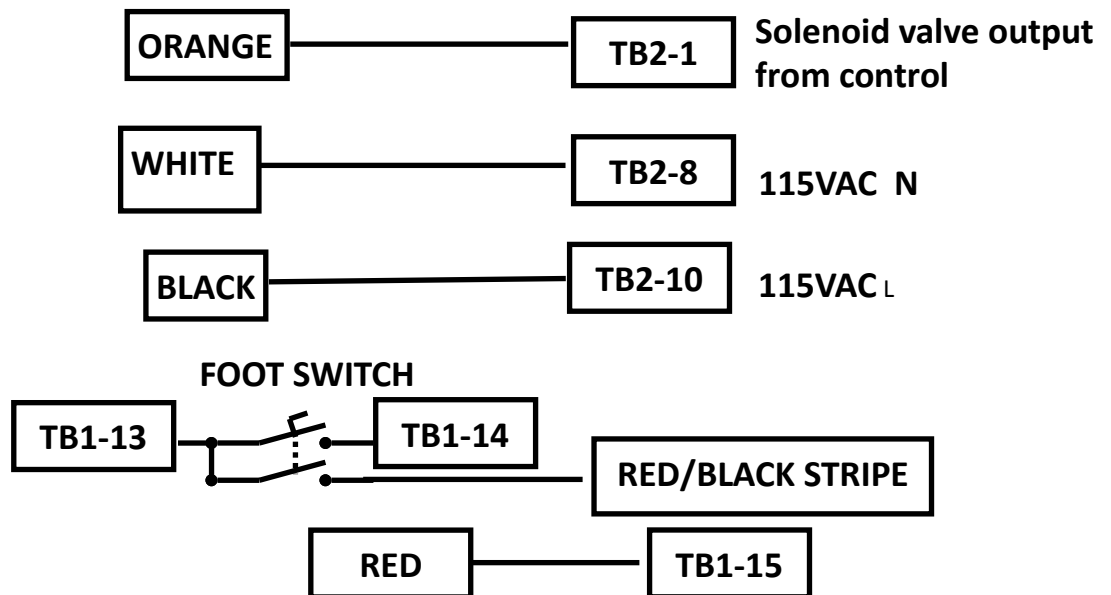 ORANGE
TB2-1
Solenoid valve output
from control
WHITE
TB2-8
115VAC N
BLACK
TB2-10
115VAC L
FOOT SWITCH
TB1-13
TB1-14
RED/BLACK STRIPE
RED
TB1-15